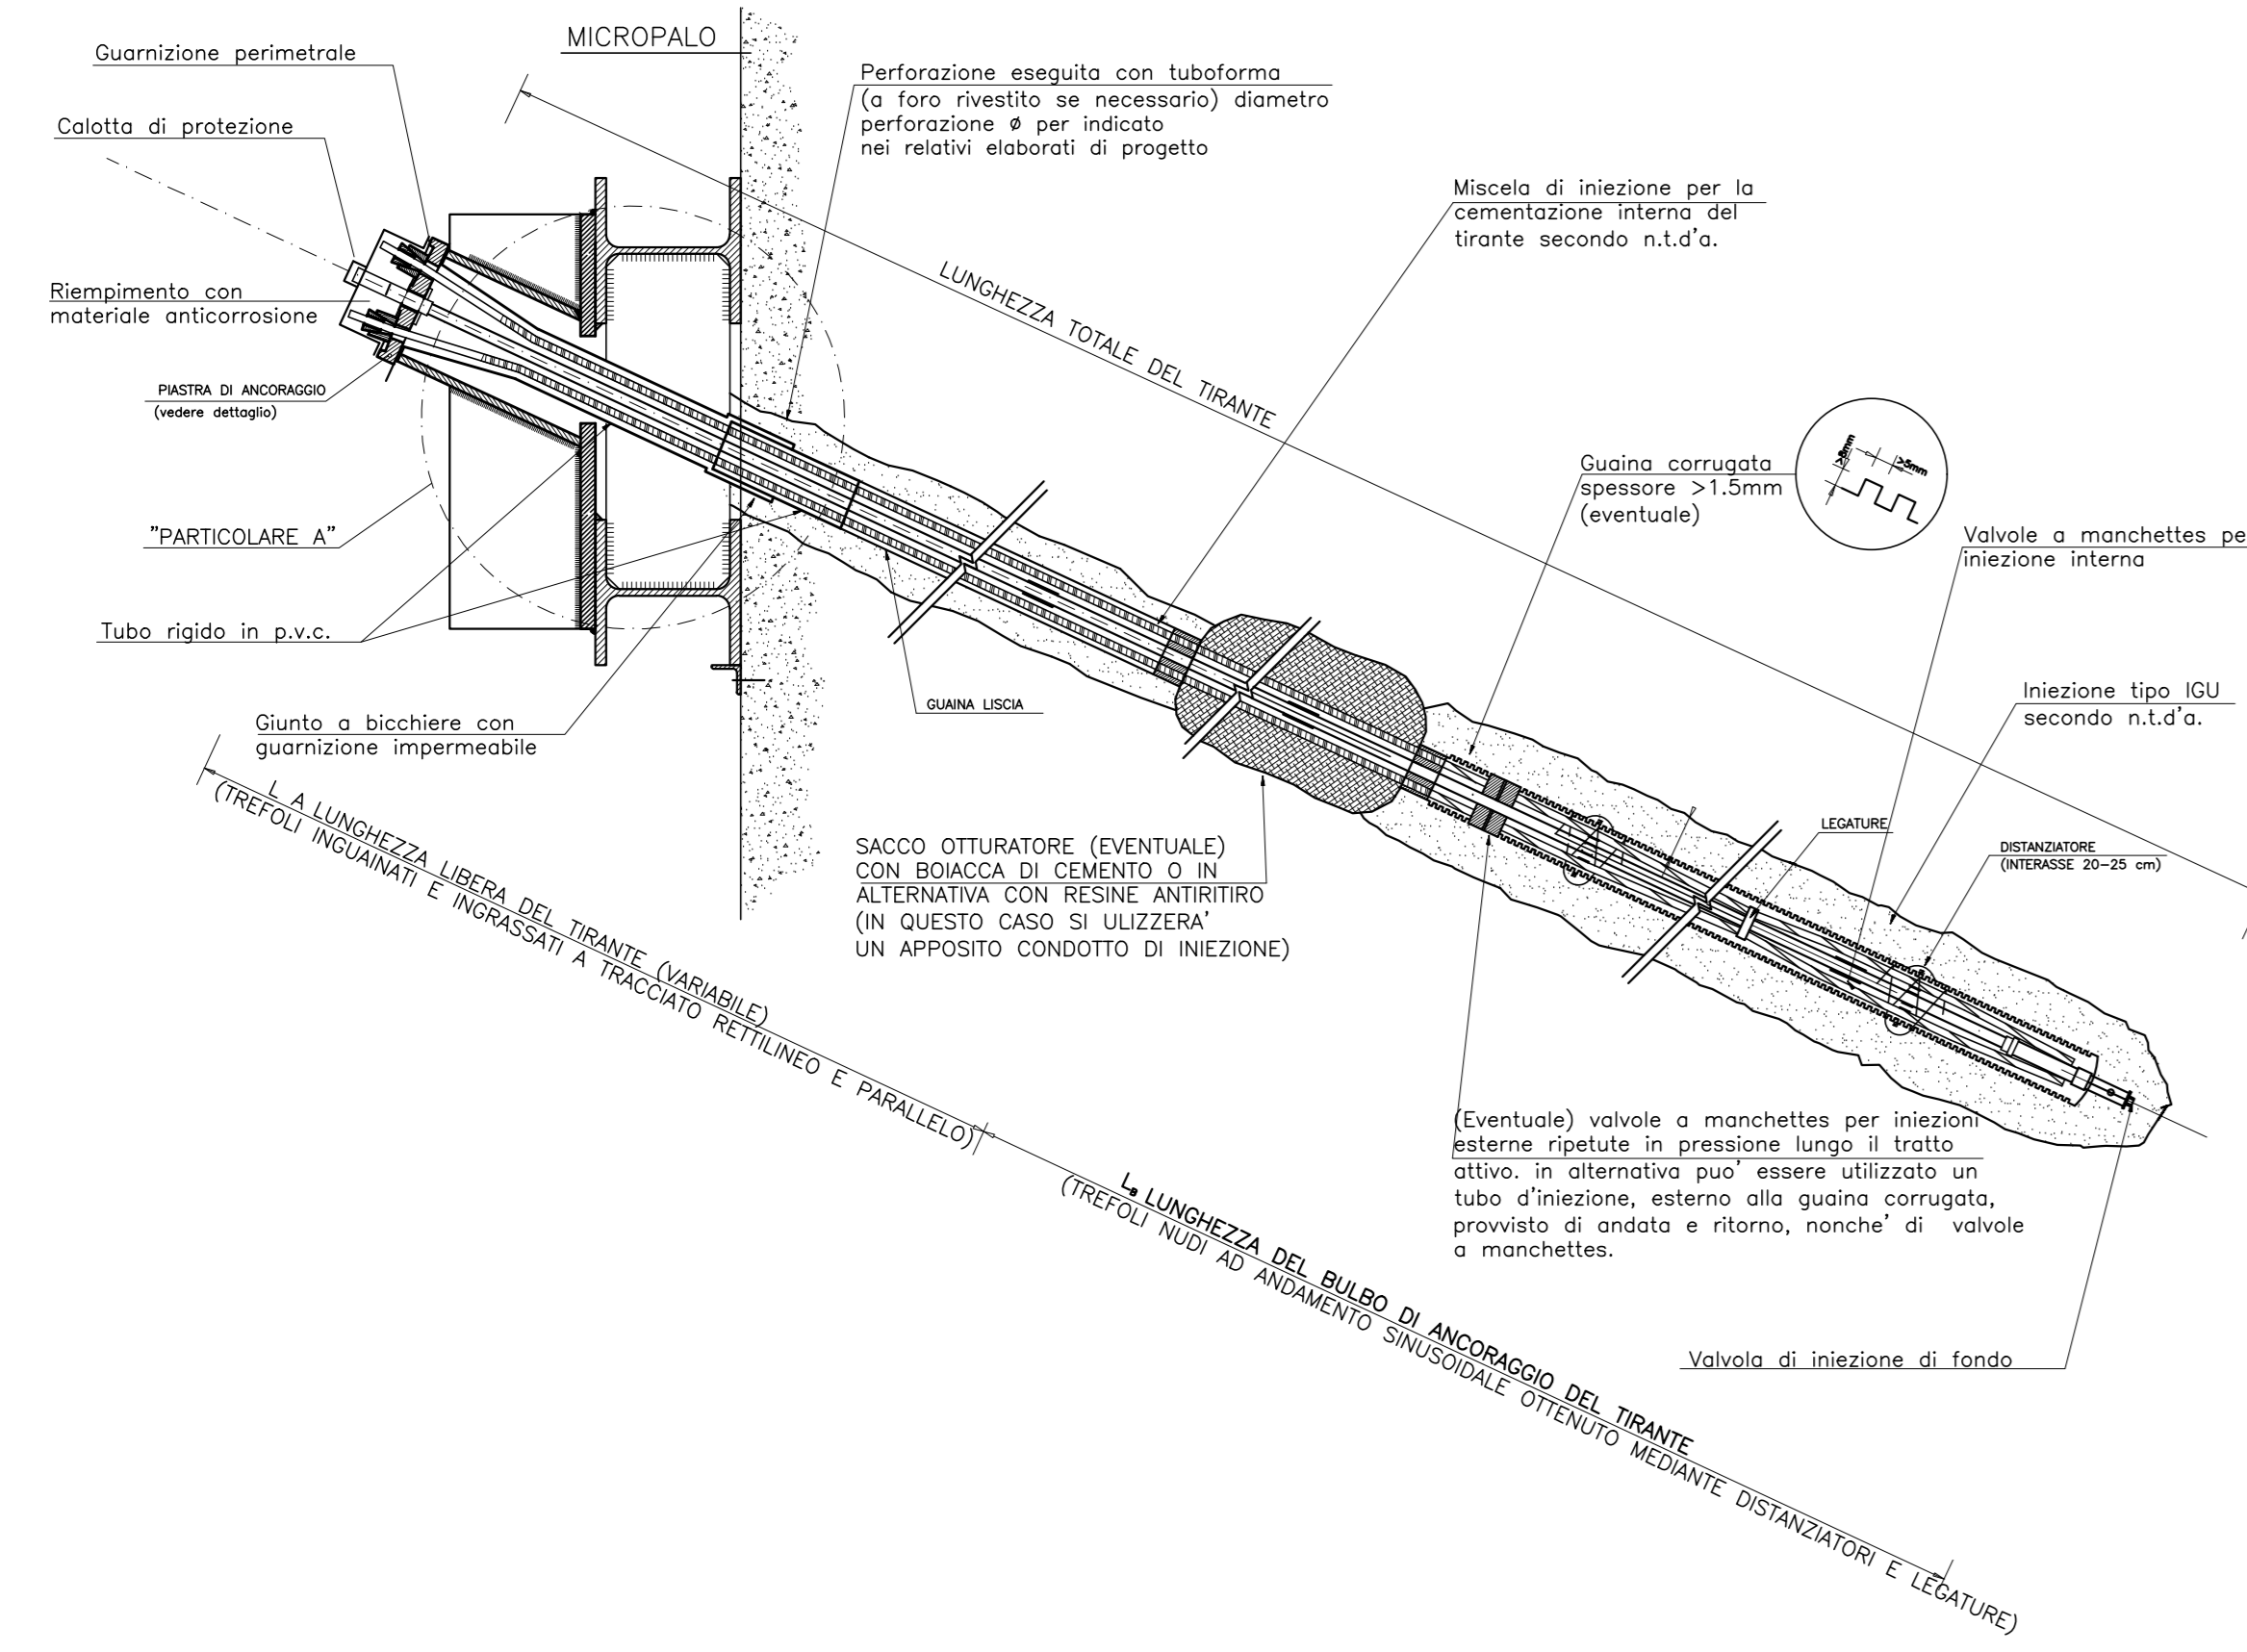 MICROPALO
Guarnizione perimetrale
Calotta di protezione
Riempimento con
materiale anticorrosione
PIASTRA DI ANCORAGGIO
(vedere dettaglio)
"PARTICOLARE A"
Tubo rigido in p.v.c.
Giunto a bicchiere con
guarnizione impermeabile
Perforazione eseguita con tuboforma
(a foro rivestito se necessario) diametro
perforazione ø per indicato
nei relativi elaborati di progetto
LUNGHEZZA TOTALE DEL TIRANTE
Miscela di iniezione per la
cementazione interna del
tirante secondo n.t.d'a.
Guaina corrugata
spessore >1.5mm
(eventuale)
>8mm
>5mm
Valvole a manchettes pe
iniezione interna
Iniezione tipo IGU
secondo n.t.d'a.
GUAINA LISCIA
LEGATURE
DISTANZIATORE
(INTERASSE 20-25 cm)
SACCO OTTURATORE (EVENTUALE)
CON BOIACCA DI CEMENTO O IN
ALTERNATIVA CON RESINE ANTIRITIRO
(IN QUESTO CASO SI ULIZZERA'
UN APPOSITO CONDOTTO DI INIEZIONE)
(Eventuale) valvole a manchettes per iniezioni
esterne ripetute in pressione lungo il tratto
attivo. in alternativa puo' essere utilizzato un
tubo d'iniezione, esterno alla guaina corrugata,
provvisto di andata e ritorno, nonche' di valvole
a manchettes.
Valvola di iniezione di fondo
L A LUNGHEZZA LIBERA DEL TIRANTE (VARIABILE)
(TREFOLI INGUAINATI E INGRASSATI A TRACCIATO RETTILINEO E PARALLELO)
LB LUNGHEZZA DEL BULBO DI ANCORAGGIO DEL TIRANTE
(TREFOLI NUDI AD ANDAMENTO SINUSOIDALE OTTENUTO MEDIANTE DISTANZIATORI E LEGATURE)